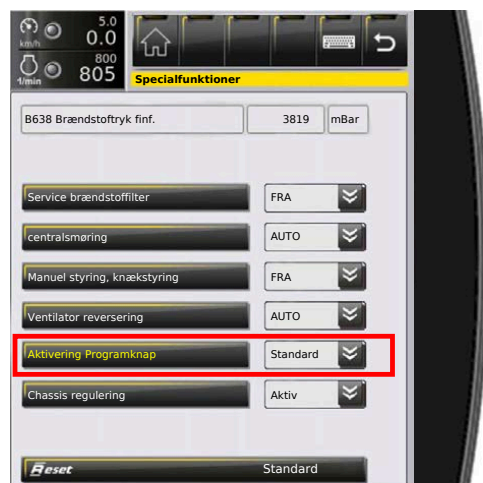 5.0
km/h 0.0
800
1/min 805
Specialfunktioner
B638 Brændstoftryk finf. 3819 mBar
Service brændstoffilter FRA
centralsmøring AUTO
Manuel styring, knækstyring FRA
Ventilator reversering AUTO
Aktivering Programknap Standard
Chassis regulering Aktiv
Reset Standard